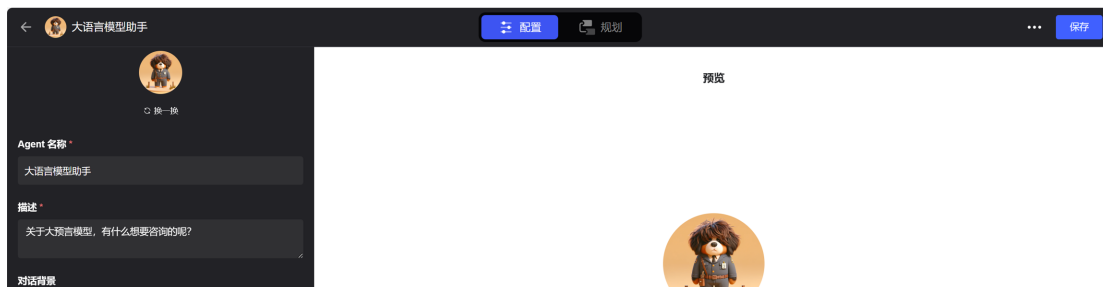 大语言模型助手
配置
规划
保存
预览
换一换
Agent 名称 *
大语言模型助手
描述 *
关于大预言模型，有什么想要咨询的呢?
对话背景